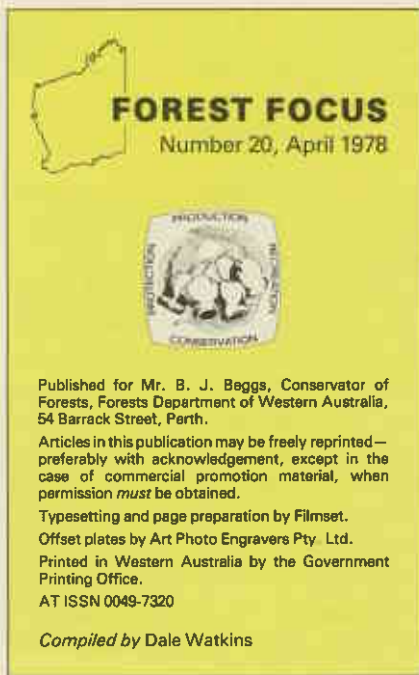 FOREST FOCUS
Number 20, April 1978
PRODUCTION
PROTECTION
RECREATION
CONSERVATION
Published for Mr. B. J. Beggs, Conservator of
Forests, Forests Department of Western Australia,
54 Barrack Street, Perth.
Articles in this publication may be freely reprinted—
preferably with acknowledgement, except in the
case of commercial promotion material, when
permission must be obtained.
Typesetting and page preparation by Filmset.
Offset plates by Art Photo Engravers Pty Ltd.
Printed in Western Australia by the Government
Printing Office.
AT ISSN 0049-7320
Compiled by Dale Watkins